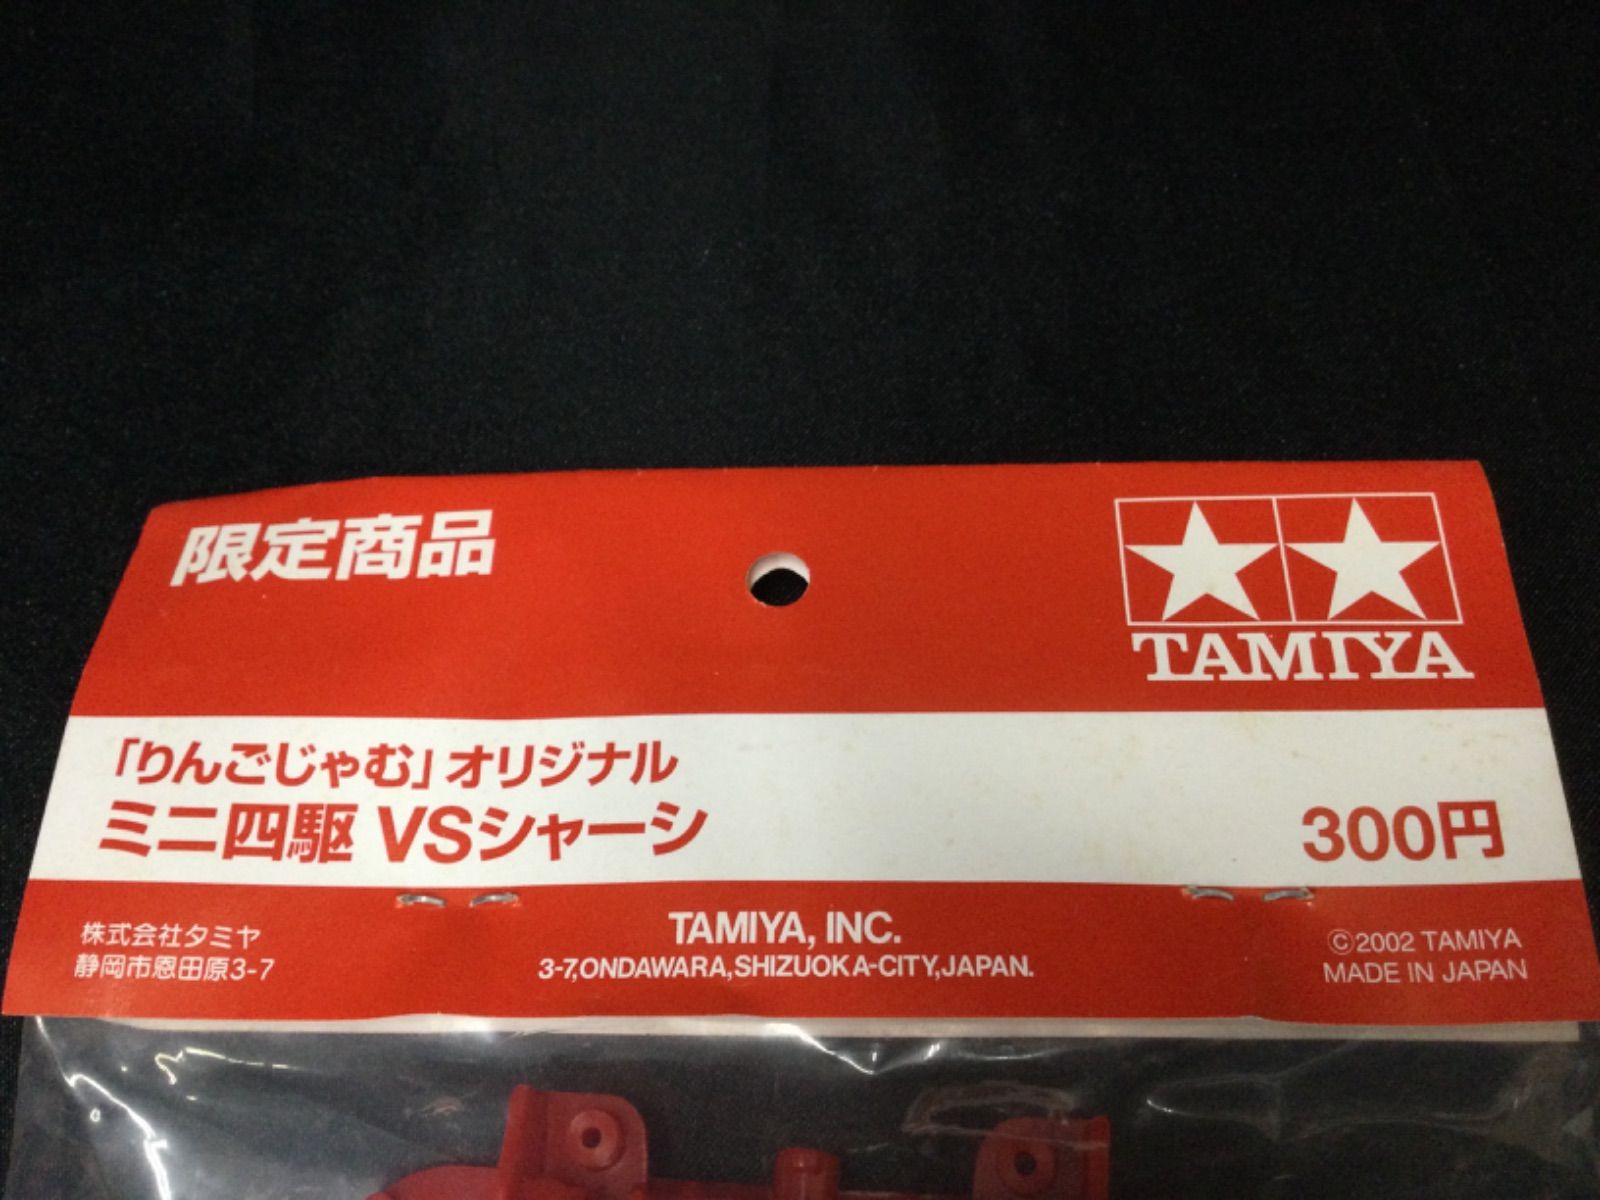 限定商品
TAMIYA
「りんごじゃむ」オリジナル
ミニ四駆 VSシャーシ
300円
株式会社タミヤ
静岡市恩田原3-7
TAMIYA, INC.
3-7,ONDAWARA,SHIZUOKA-CITY,JAPAN.
©2002 TAMIYA
MADE IN JAPAN